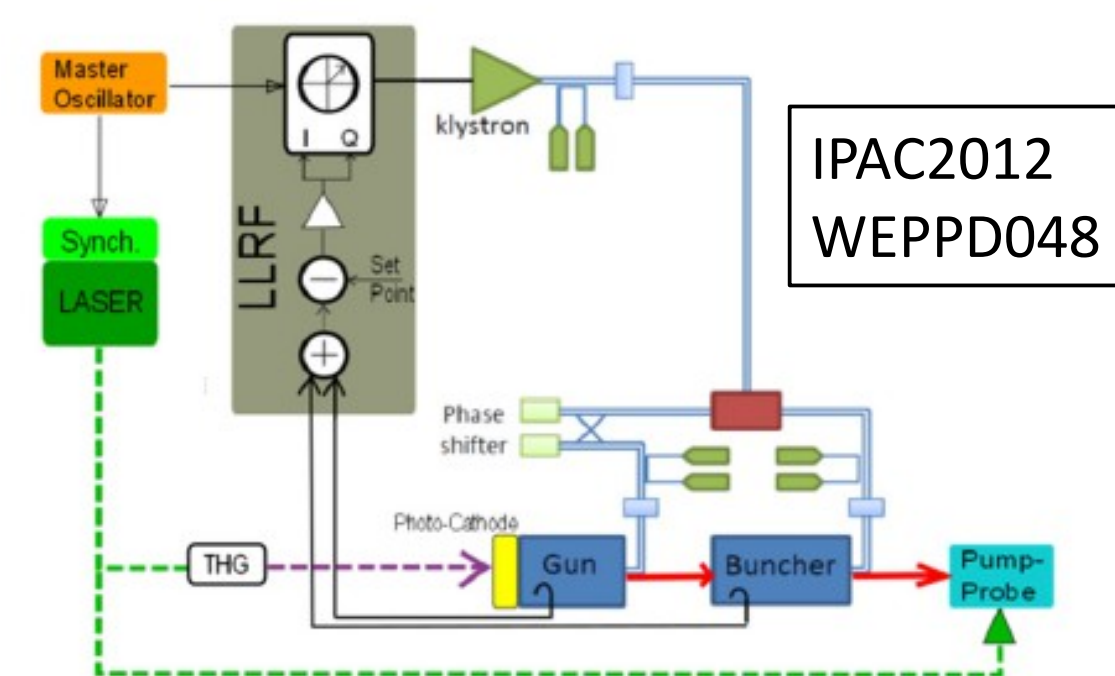 Master
Oscillator
I Q
klystron
IPAC2012
WEPPD048
Synch.
LASER
LLRF
Set
Point
Phase
shifter
Photo-Cathode
THG
Gun
Buncher
Pump-
Probe